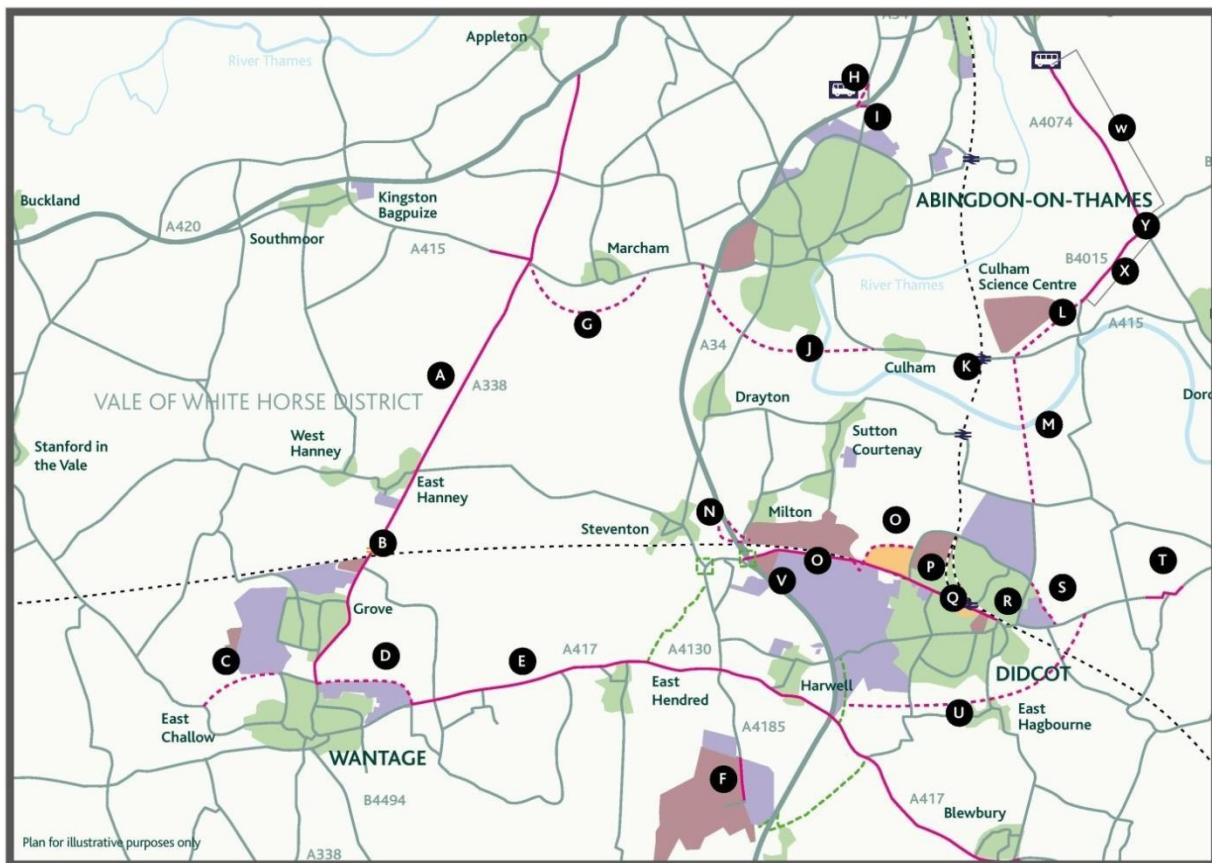 Appleton
A34
River Thames
H
I
A4074
W
Buckland
Kingston
Bagpuize
ABINGDON-ON-THAMES
A420
Southmoor
A415
Marcham
Y
B4015
X
Culham
Science Centre
River Thames
L
A415
G
A34
J
K
Culham
A
A338
VALE OF WHITE HORSE DISTRICT
Drayton
Dorc
M
Stanford in
the Vale
West
Hanney
Sutton
Courtenay
East
Hanney
N
Milton
O
Steventon
B
O
P
T
V
Q
R
S
Grove
C
D
E
A417
A4130
DIDCOT
East
Hendred
Harwell
East
Challow
U
East
Hagbourne
A4185
WANTAGE
F
B4494
A417
Blewbury
Plan for illustrative purposes only
A338